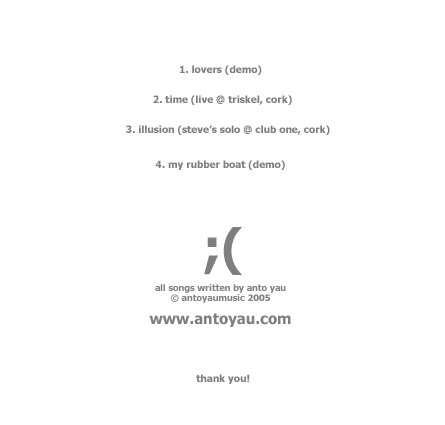 1. lovers (demo)
2. time (live @ triskel, cork)
3. illusion (steve's solo @ club one, cork)
4. my rubber boat (demo)
;(
all songs written by anto yau
© antoyaumusic 2005
www.antoyau.com
thank you!